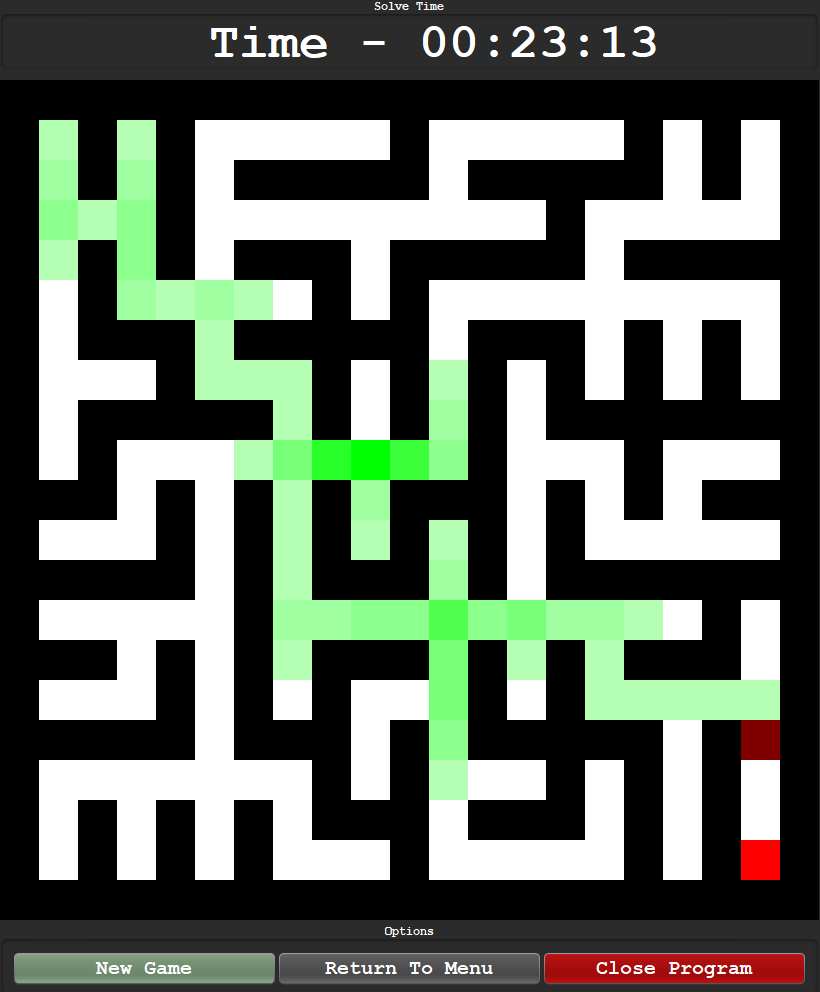 Solve Time
Time - 00:23:13
Options
New Game
Return To Menu
Close Program